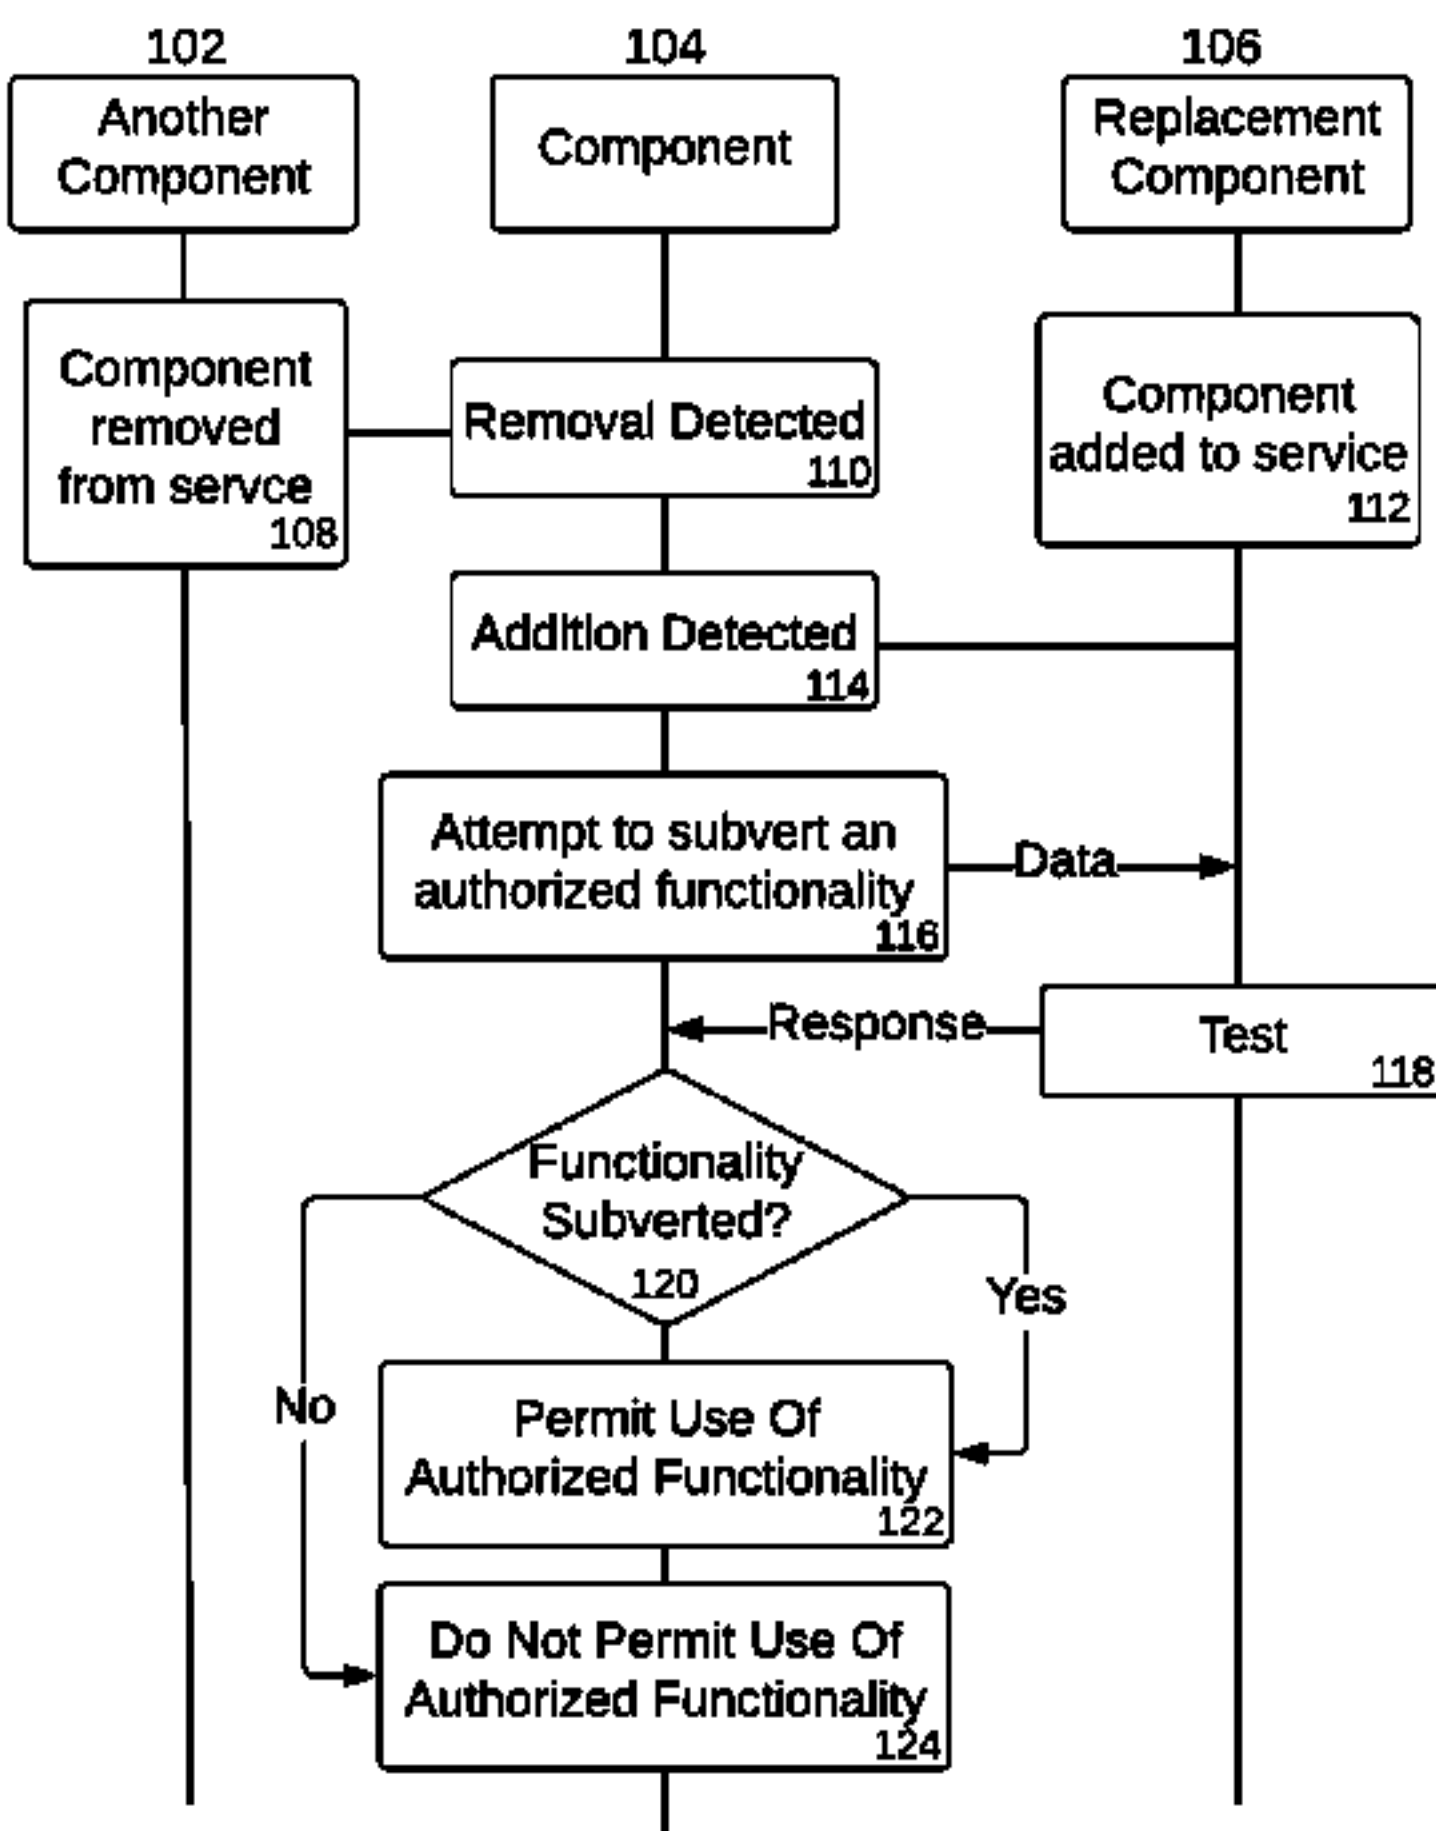 102
104
106
Another
Component
Component
Replacement
Component
Component
removed
from servce
108
Removal Detected
110
Component
added to service
112
Addition Detected
114
Attempt to subvert an
authorized functionality
116
Data
Response
Test
118
Functionality
Subverted?
120
Yes
No
Permit Use Of
Authorized Functionality
122
Do Not Permit Use Of
Authorized Functionality
124